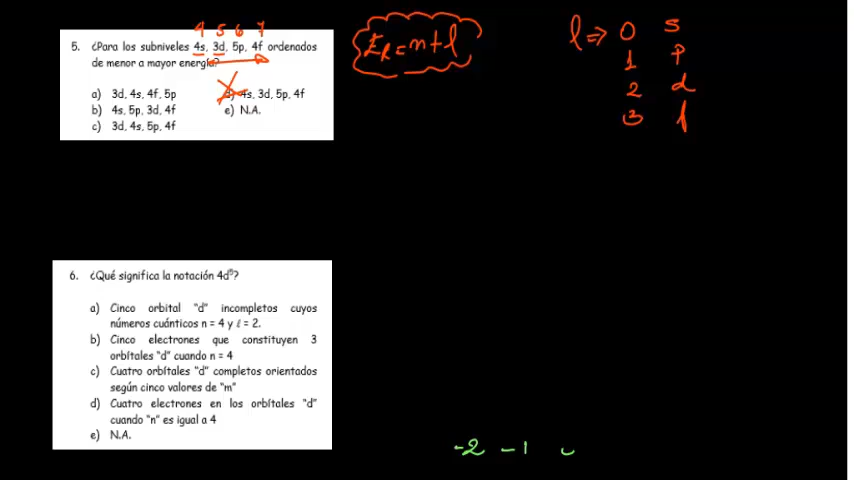 4 5 6 7
5. ¿Para los subniveles 4s, 3d, 5p, 4f ordenados
de menor a mayor energía?
a) 3d, 4s, 4f, 5p
b) 4s, 5p, 3d, 4f
c) 3d, 4s, 5p, 4f
d) 4s, 3d, 5p, 4f
e) N.A.
= n + l
l ⇒ 0 s
1 p
2 d
3 f
6. ¿Qué significa la notación 4d⁵?
a) Cinco orbital "d" incompletos cuyos
números cuánticos n = 4 y ℓ = 2.
b) Cinco electrones que constituyen 3
orbítales "d" cuando n = 4
c) Cuatro orbítales "d" completos orientados
según cinco valores de "m"
d) Cuatro electrones en los orbítales "d"
cuando "n" es igual a 4
e) N.A.
-2 -1